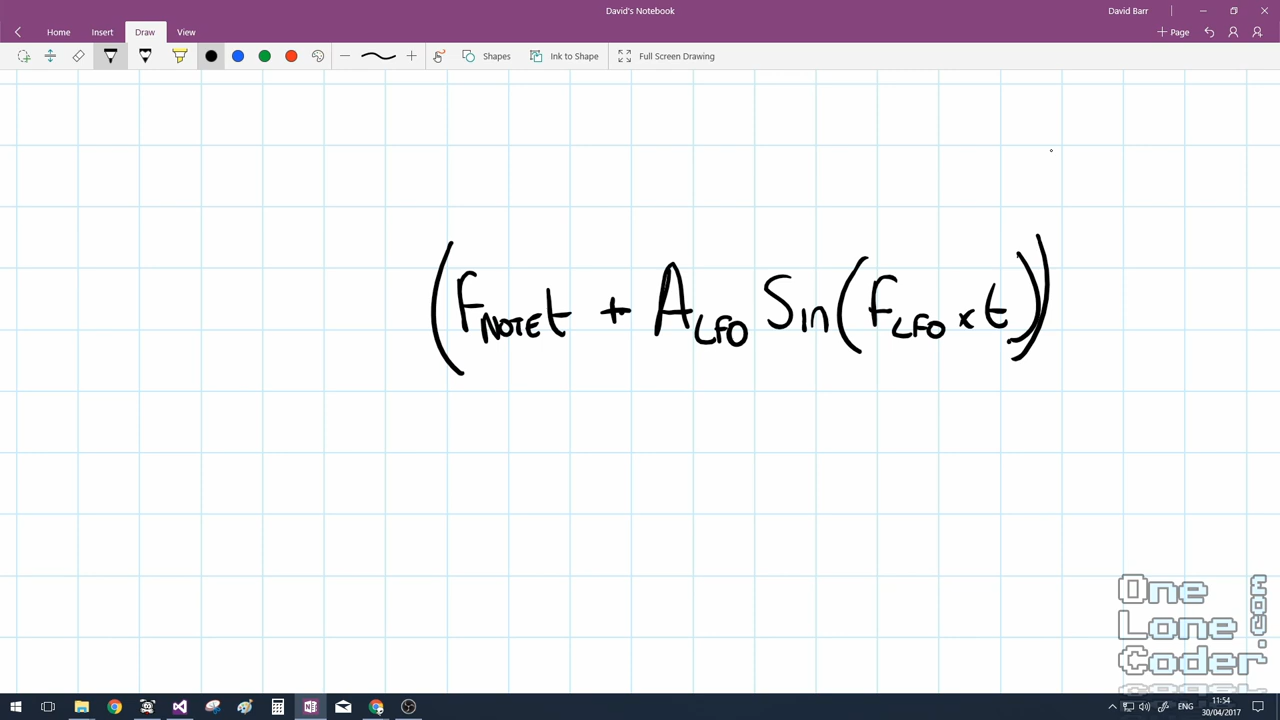 David's Notebook
David Barr
Home Insert Draw View
Page
Shapes Ink to Shape Full Screen Drawing
(F_NOTE t + A_LFO Sin(F_LFO × t))
One
Lone
Coder
.com
11:54
ENG
30/04/2017